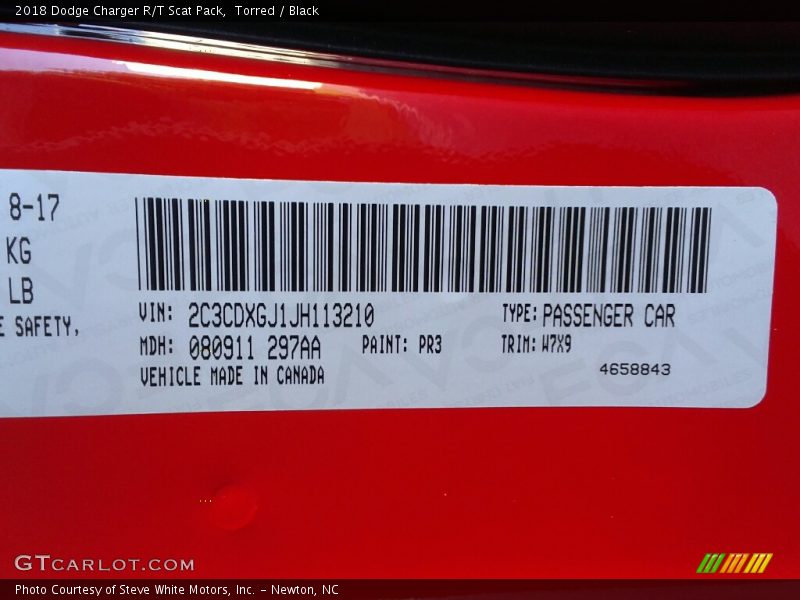 2018 Dodge Charger R/T Scat Pack, Torred / Black
8-17
KG
LB
E SAFETY.
VIN: 2C3CDXGJ1JH113210
TYPE: PASSENGER CAR
MDH: 080911 297AA
PAINT: PR3
TRIM: W7X9
VEHICLE MADE IN CANADA
4658843
GTCARLOT.COM
Photo Courtesy of Steve White Motors, Inc. – Newton, NC